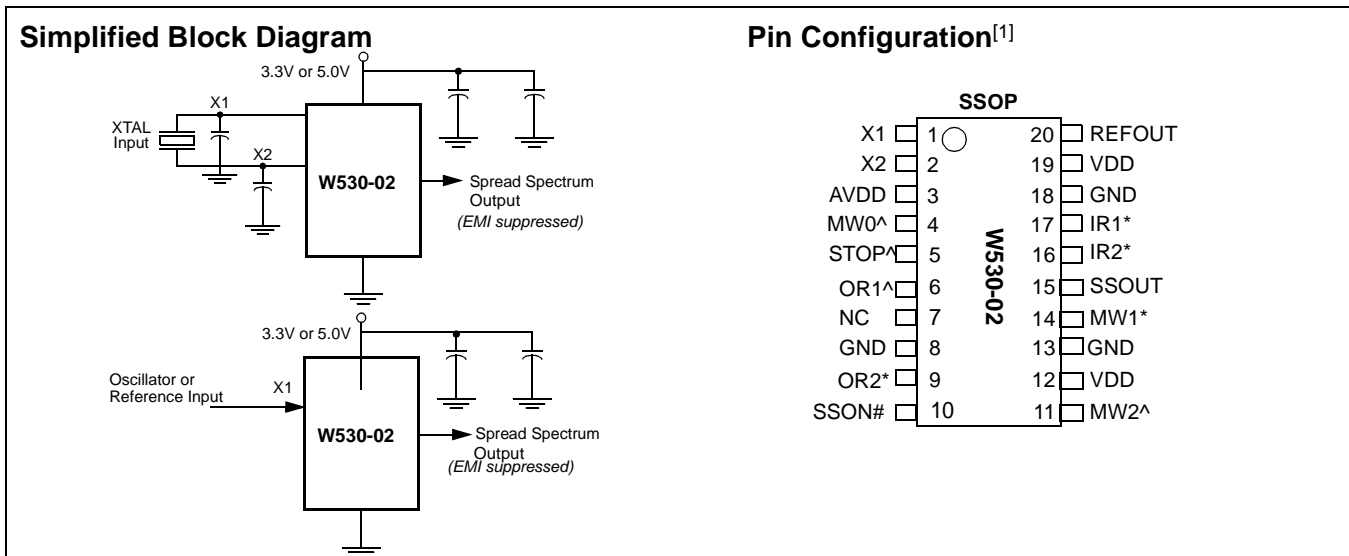 Simplified Block Diagram
3.3V or 5.0V
X1
XTAL
Input
X2
W530-02
Spread Spectrum
Output
(EMI suppressed)
3.3V or 5.0V
Oscillator or
Reference Input
X1
W530-02
Spread Spectrum
Output
(EMI suppressed)
Pin Configuration[1]
SSOP
X1 1 20 REFOUT
X2 2 19 VDD
AVDD 3 18 GND
MW0^ 4 17 IR1*
STOP^ 5 16 IR2*
OR1^ 6 15 SSOUT
NC 7 14 MW1*
GND 8 13 GND
OR2* 9 12 VDD
SSON# 10 11 MW2^
W530-02